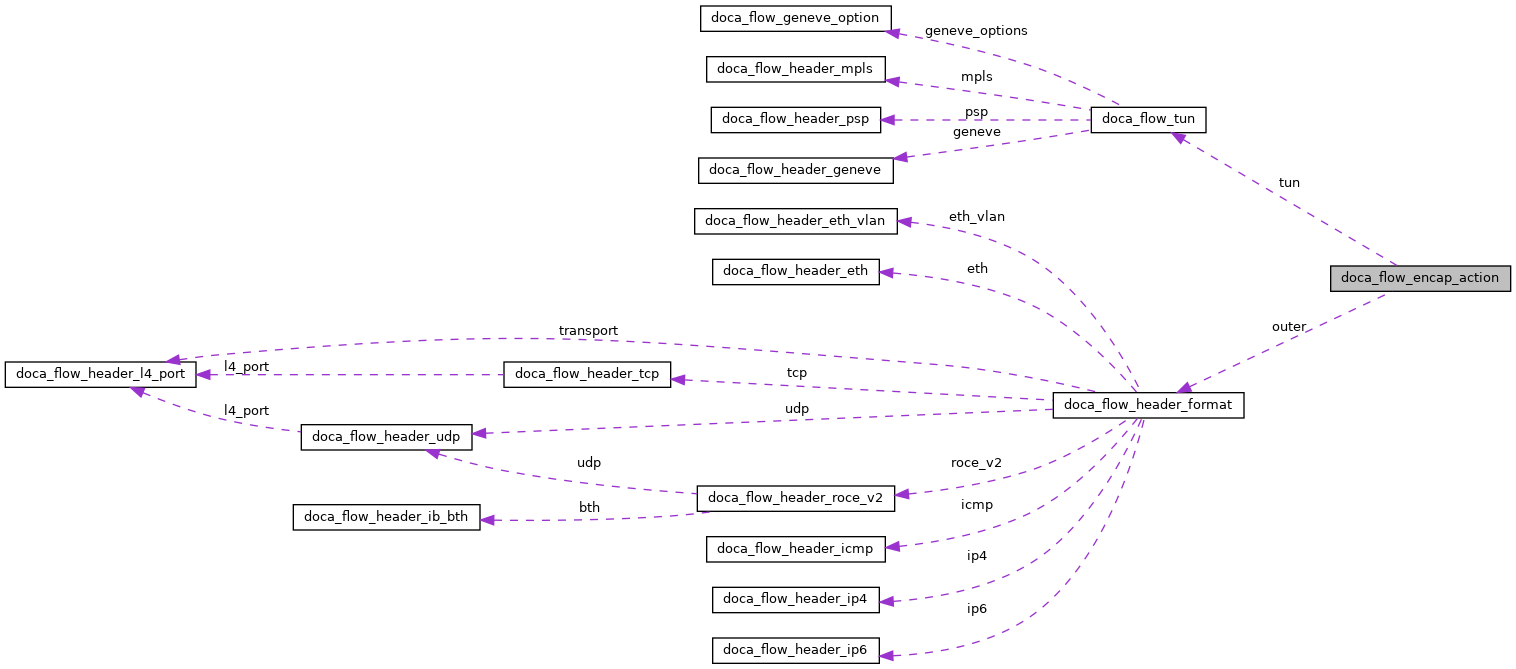 doca_flow_geneve_option
geneve_options
doca_flow_header_mpls
mpls
doca_flow_header_psp
psp
doca_flow_tun
geneve
doca_flow_header_geneve
tun
doca_flow_header_eth_vlan
eth_vlan
doca_flow_header_eth
eth
doca_flow_encap_action
outer
transport
doca_flow_header_l4_port
l4_port
doca_flow_header_tcp
tcp
doca_flow_header_format
l4_port
udp
doca_flow_header_udp
udp
roce_v2
doca_flow_header_roce_v2
bth
doca_flow_header_ib_bth
icmp
doca_flow_header_icmp
ip4
doca_flow_header_ip4
ip6
doca_flow_header_ip6